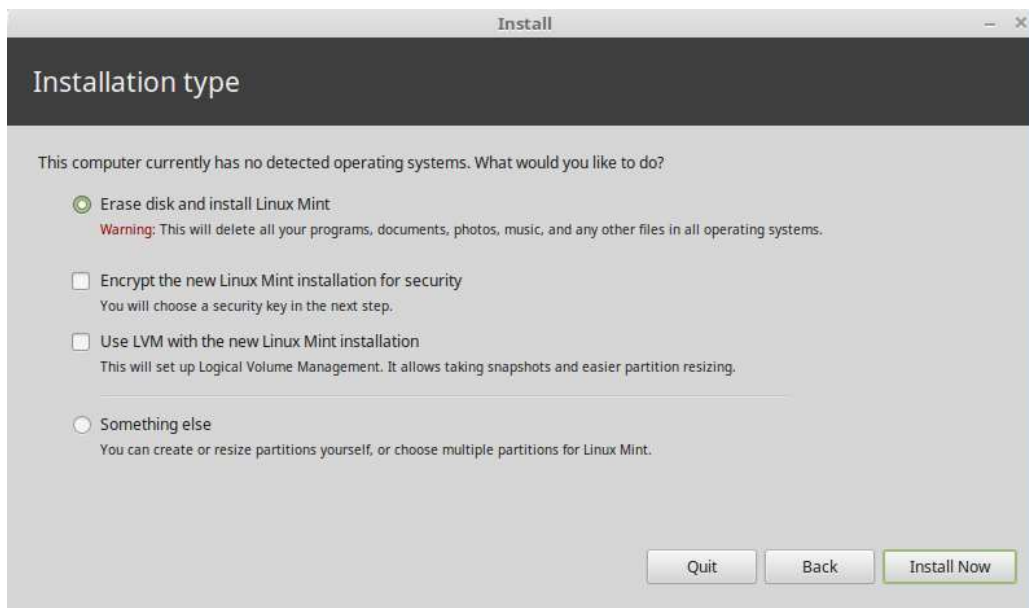 Install
Installation type
This computer currently has no detected operating systems. What would you like to do?
Erase disk and install Linux Mint
Warning: This will delete all your programs, documents, photos, music, and any other files in all operating systems.
Encrypt the new Linux Mint installation for security
You will choose a security key in the next step.
Use LVM with the new Linux Mint installation
This will set up Logical Volume Management. It allows taking snapshots and easier partition resizing.
Something else
You can create or resize partitions yourself, or choose multiple partitions for Linux Mint.
Quit Back Install Now